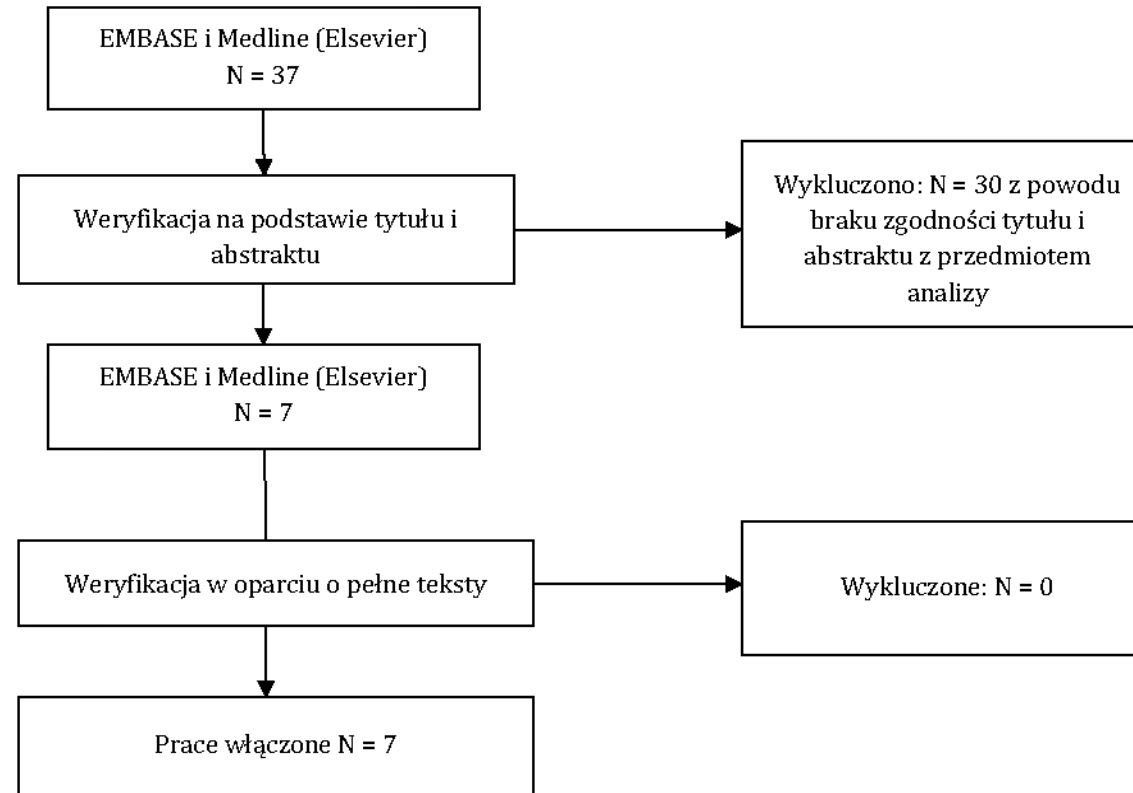 EMBASE i Medline (Elsevier)
N = 37
Weryfikacja na podstawie tytułu i
abstraktu
Wykluczono: N = 30 z powodu
braku zgodności tytułu i
abstraktu z przedmiotem
analizy
EMBASE i Medline (Elsevier)
N = 7
Weryfikacja w oparciu o pełne teksty
Wykluczone: N = 0
Prace włączone N = 7